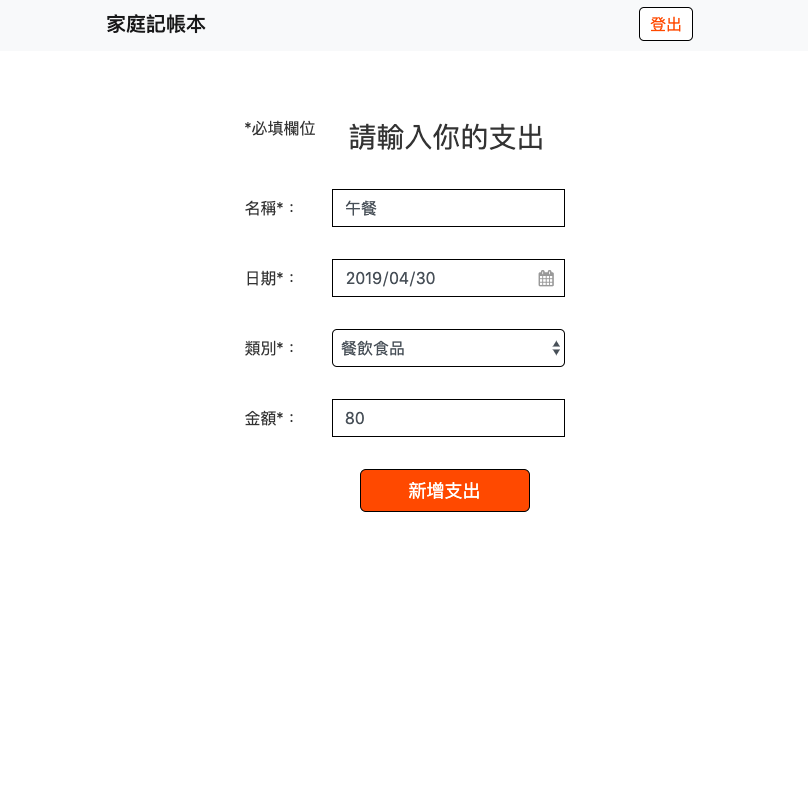 家庭記帳本 登出
*必填欄位 請輸入你的支出
名稱*： 午餐
日期*： 2019/04/30
類別*： 餐飲食品
金額*： 80
新增支出